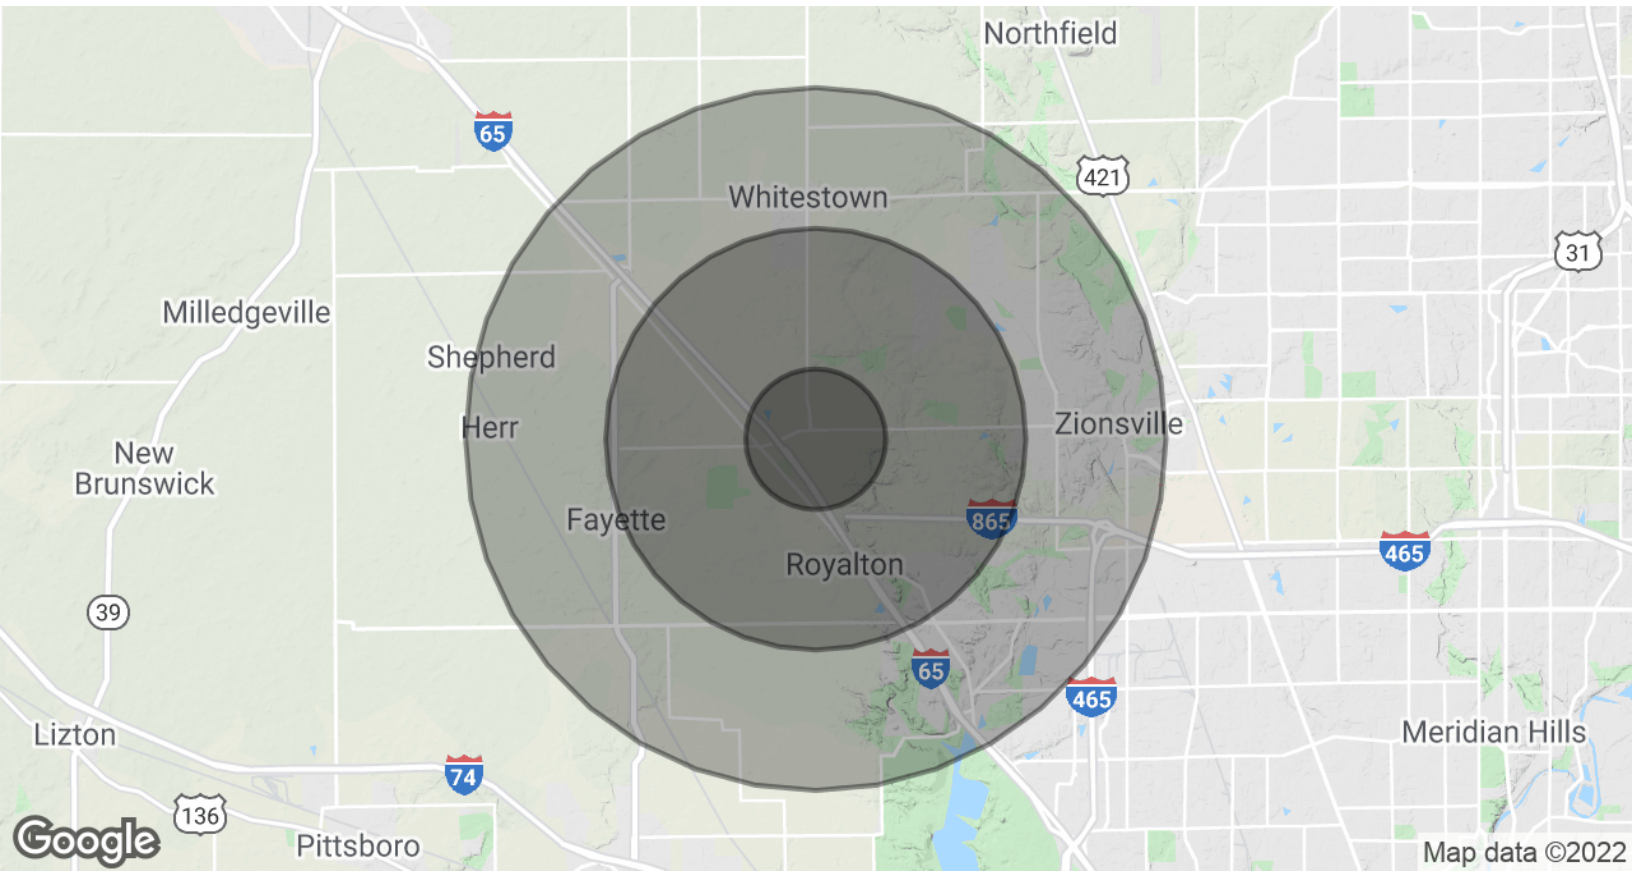 Northfield
65
421
Whitestown
31
Milledgeville
Shepherd
Zionsville
Herr
New
Brunswick
Fayette
865
465
Royalton
39
65
465
Lizton
Meridian Hills
74
136
Google
Pittsboro
Map data ©2022